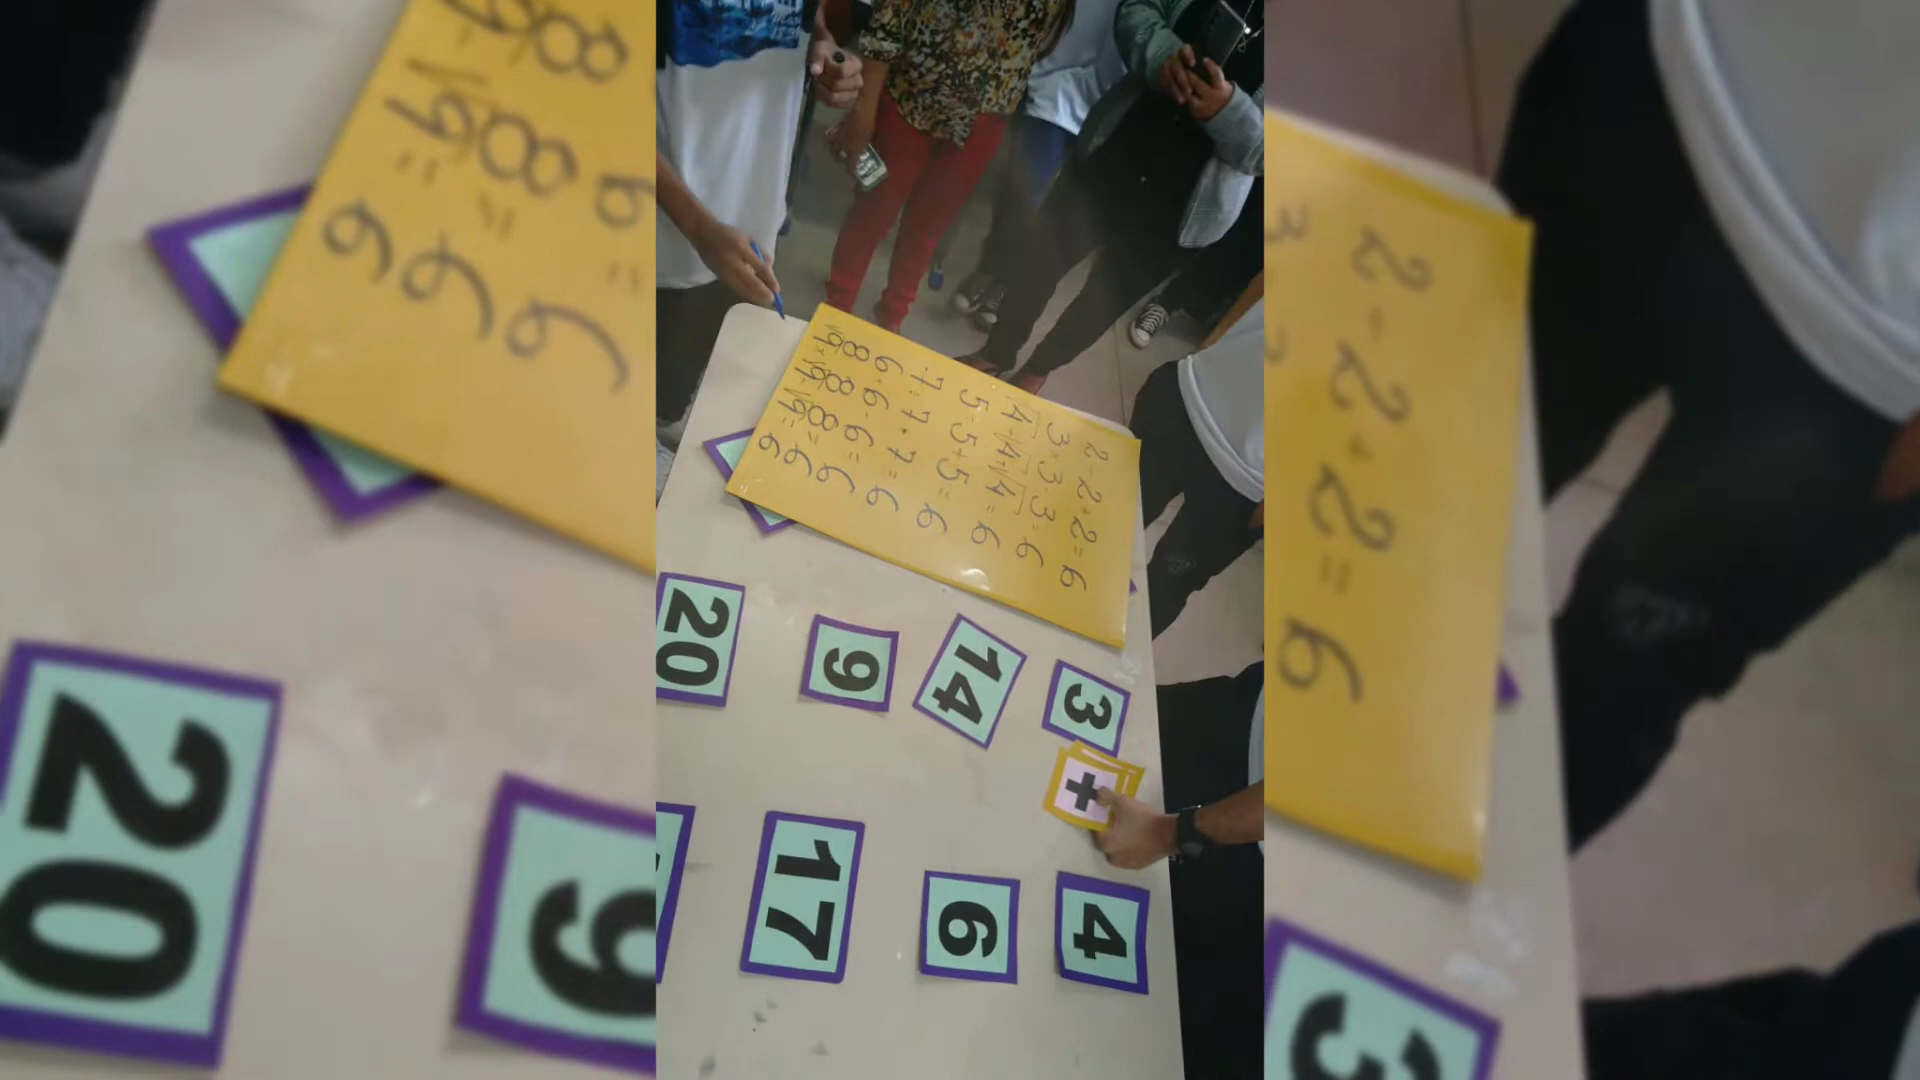 2 · 2 + 2 = 6
3 × 3 - 3 = 6
√4 + √4 + √4 = 6
5 ÷ 5 + 5 = 6
-7 ÷ 7 + 7 = 6
6 · 6 - 6 = 6
8 8 8 = 6
√9 × √9 - √9 = 6
3 + 4
14 6
9 17
20